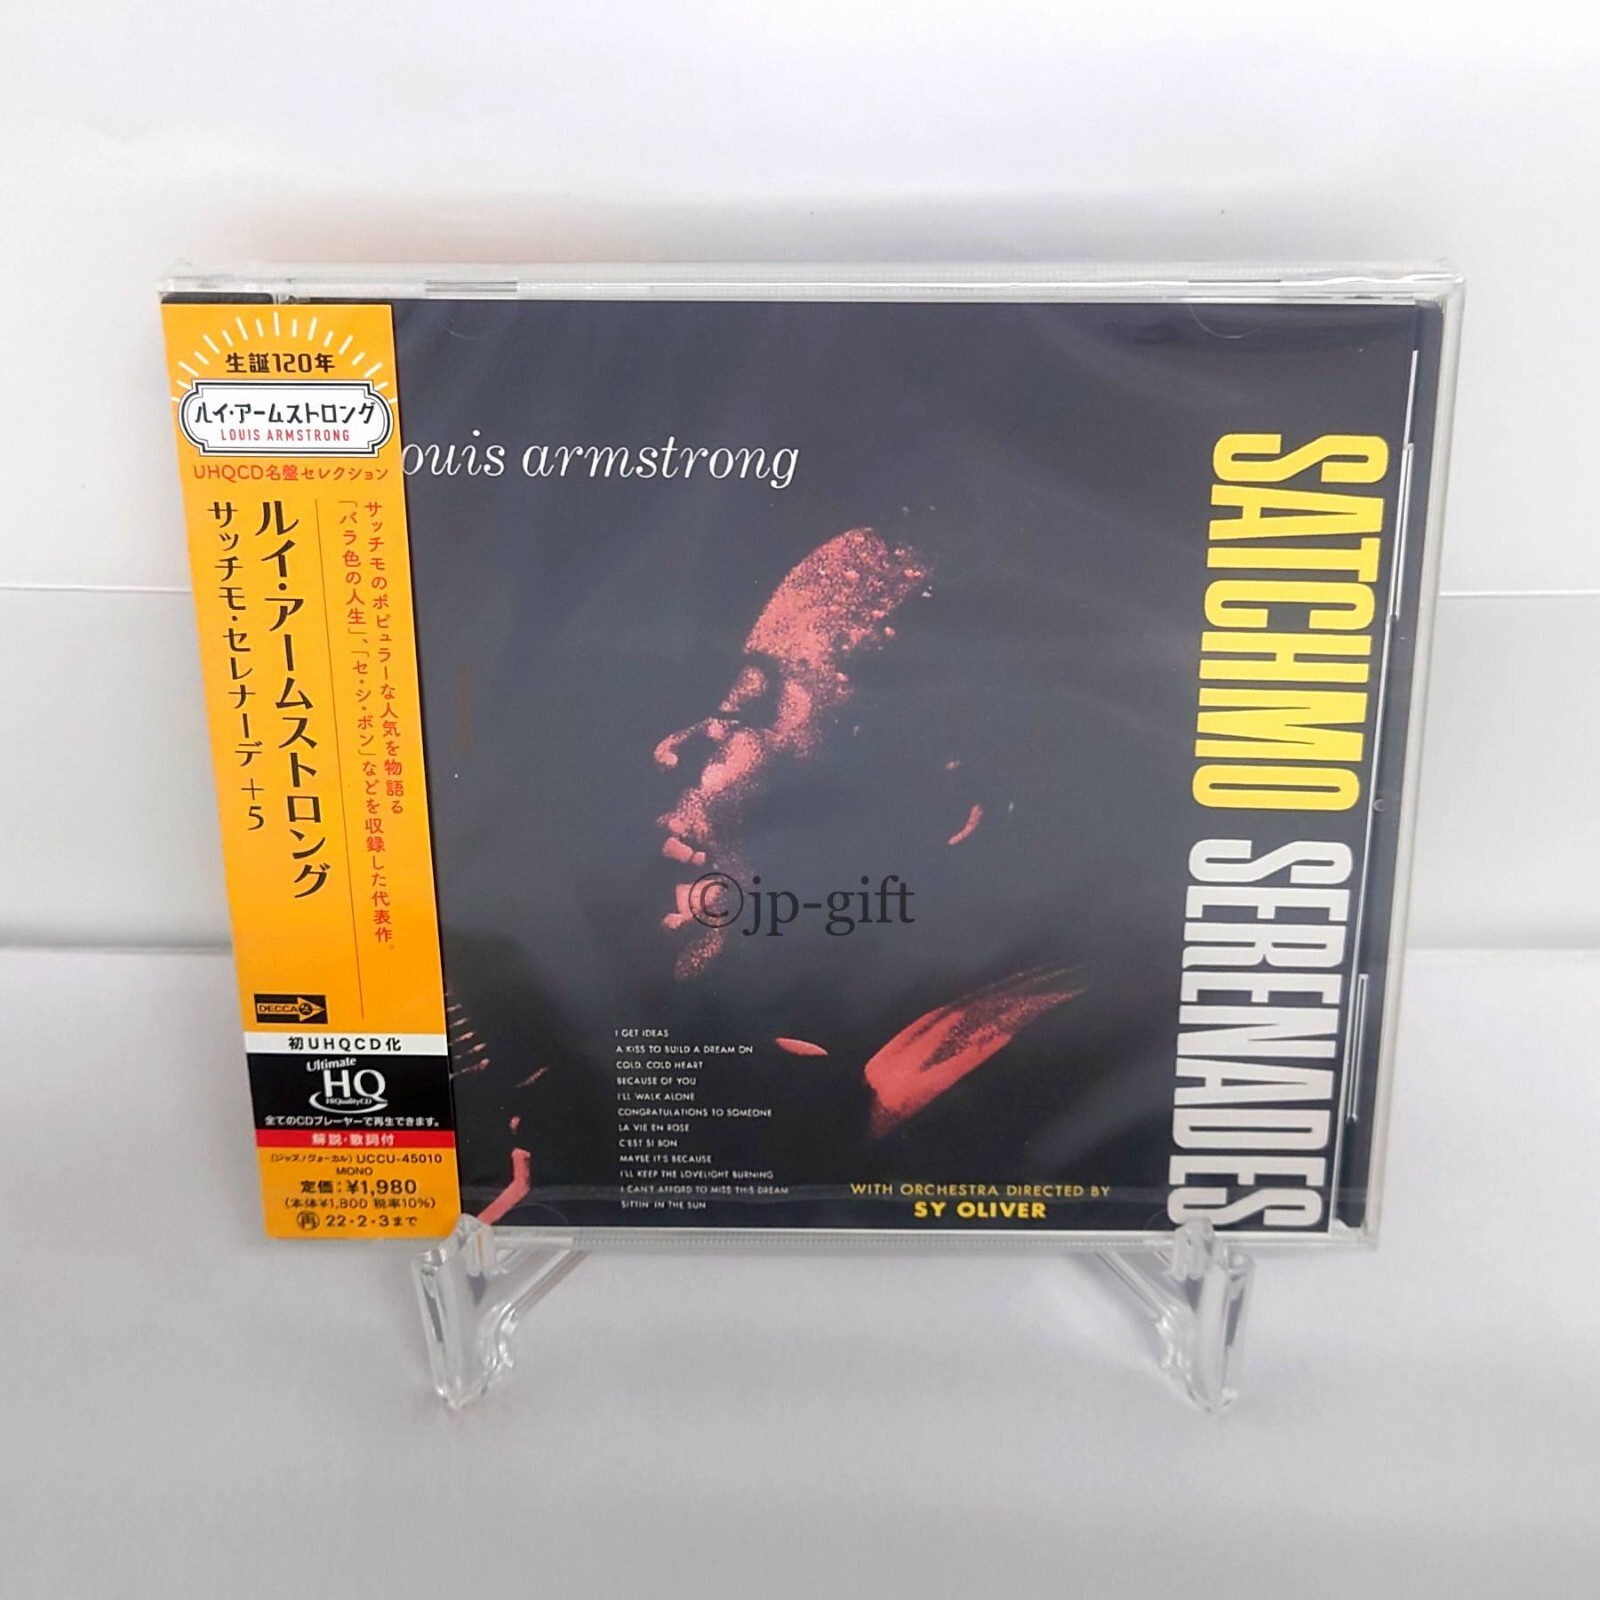 生誕120年
ルイ・アームストロング
LOUIS ARMSTRONG
UHQCD名盤セレクション
サッチモのポピュラーな人気を物語る
「バラ色の人生」、「セ・シ・ボン」などを収録した代表作。
ルイ・アームストロング
サッチモ・セレナーデ +5
DECCA
初UHQCD化
Ultimate
HQ
HiQualityCD
全てのCDプレーヤーで再生できます。
解説・歌詞付
(ジャズ/ヴォーカル) UCCU-45010
MONO
定価:¥1,980
(本体¥1,800 税率10%)
再 22・2・3まで
ouis armstrong
SATCHMO SERENADES
©jp-gift
I GET IDEAS
A KISS TO BUILD A DREAM ON
COLD, COLD HEART
BECAUSE OF YOU
I'LL WALK ALONE
CONGRATULATIONS TO SOMEONE
LA VIE EN ROSE
C'EST SI BON
MAYBE IT'S BECAUSE
I'LL KEEP THE LOVELIGHT BURNING
I CAN'T AFFORD TO MISS THIS DREAM
SITTIN' IN THE SUN
WITH ORCHESTRA DIRECTED BY
SY OLIVER